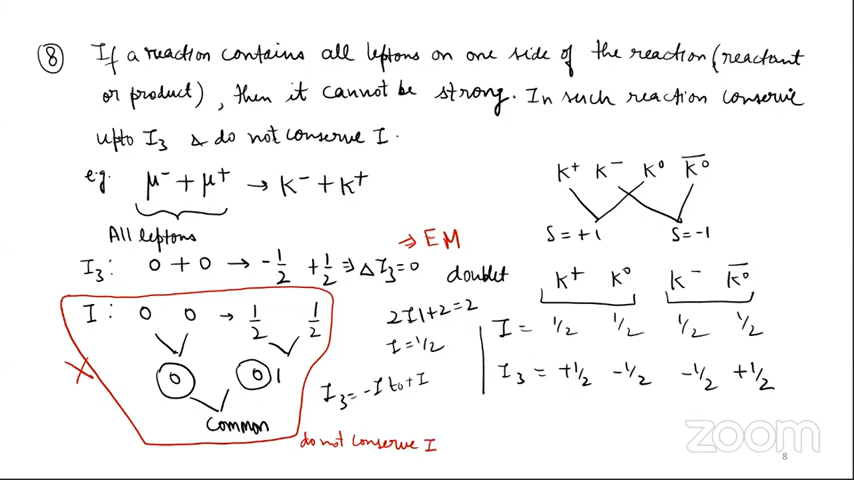 ⑧ If a reaction contains all leptons on one side of the reaction (reactant
or product), then it cannot be strong. In such reaction conserve
upto I₃ & do not conserve I.
e.g. μ⁻ + μ⁺ → K⁻ + K⁺
All leptons
⇒ EM
I₃ : 0 + 0 → -1/2 + 1/2 ⇒ ΔI₃ = 0
I : 0 0 → 1/2 1/2
0 0 1
Common
X
do not conserve I
K⁺ K⁻ K⁰ K̅⁰
S = +1 S = -1
doublet K⁺ K⁰ K⁻ K̅⁰
2I1+2=2
I = 1/2
I₃ = -I to + I
I = 1/2 1/2 1/2 1/2
I₃ = +1/2 -1/2 -1/2 +1/2
zoom
8